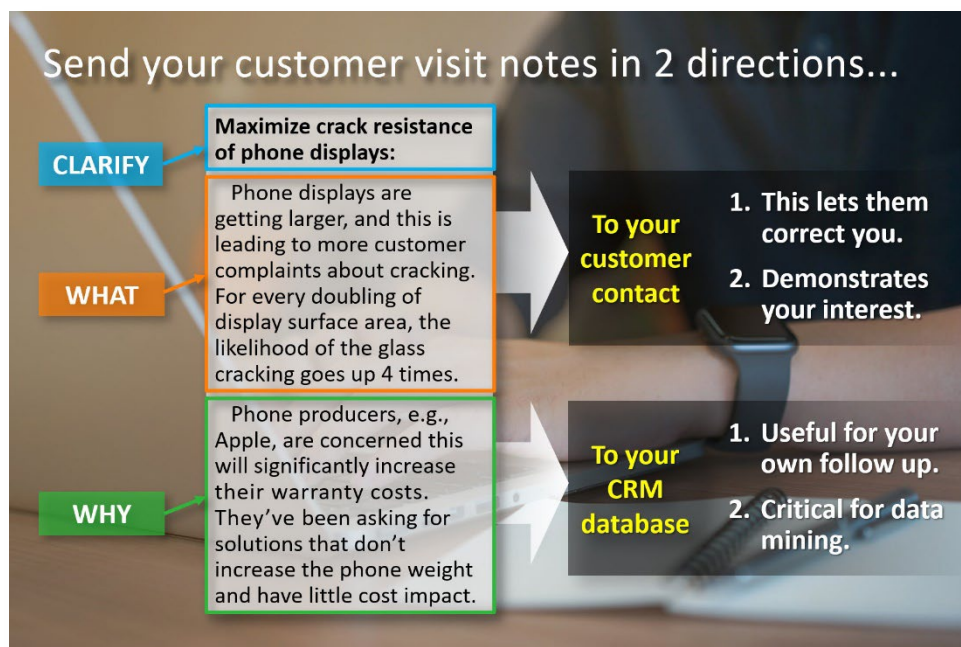 Send your customer visit notes in 2 directions...
CLARIFY
Maximize crack resistance
of phone displays:
WHAT
Phone displays are
getting larger, and this is
leading to more customer
complaints about cracking.
For every doubling of
display surface area, the
likelihood of the glass
cracking goes up 4 times.
WHY
Phone producers, e.g.,
Apple, are concerned this
will significantly increase
their warranty costs.
They've been asking for
solutions that don't
increase the phone weight
and have little cost impact.
To your
customer
contact
1. This lets them
correct you.
2. Demonstrates
your interest.
To your
CRM
database
1. Useful for your
own follow up.
2. Critical for data
mining.